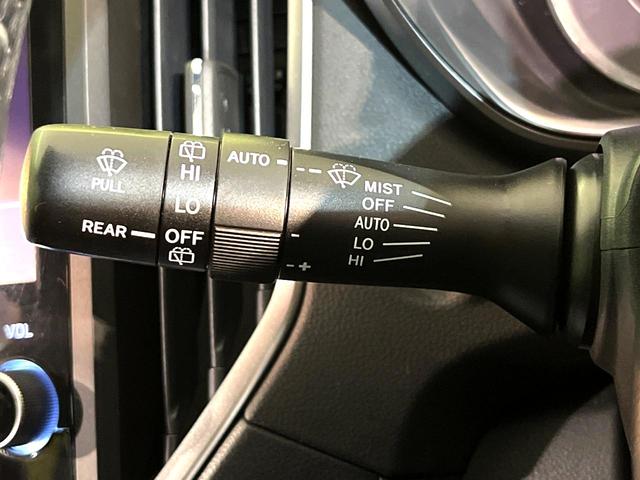 PULL
REAR
HI
LO
OFF
AUTO
- +
MIST
OFF
AUTO
LO
HI
VOL